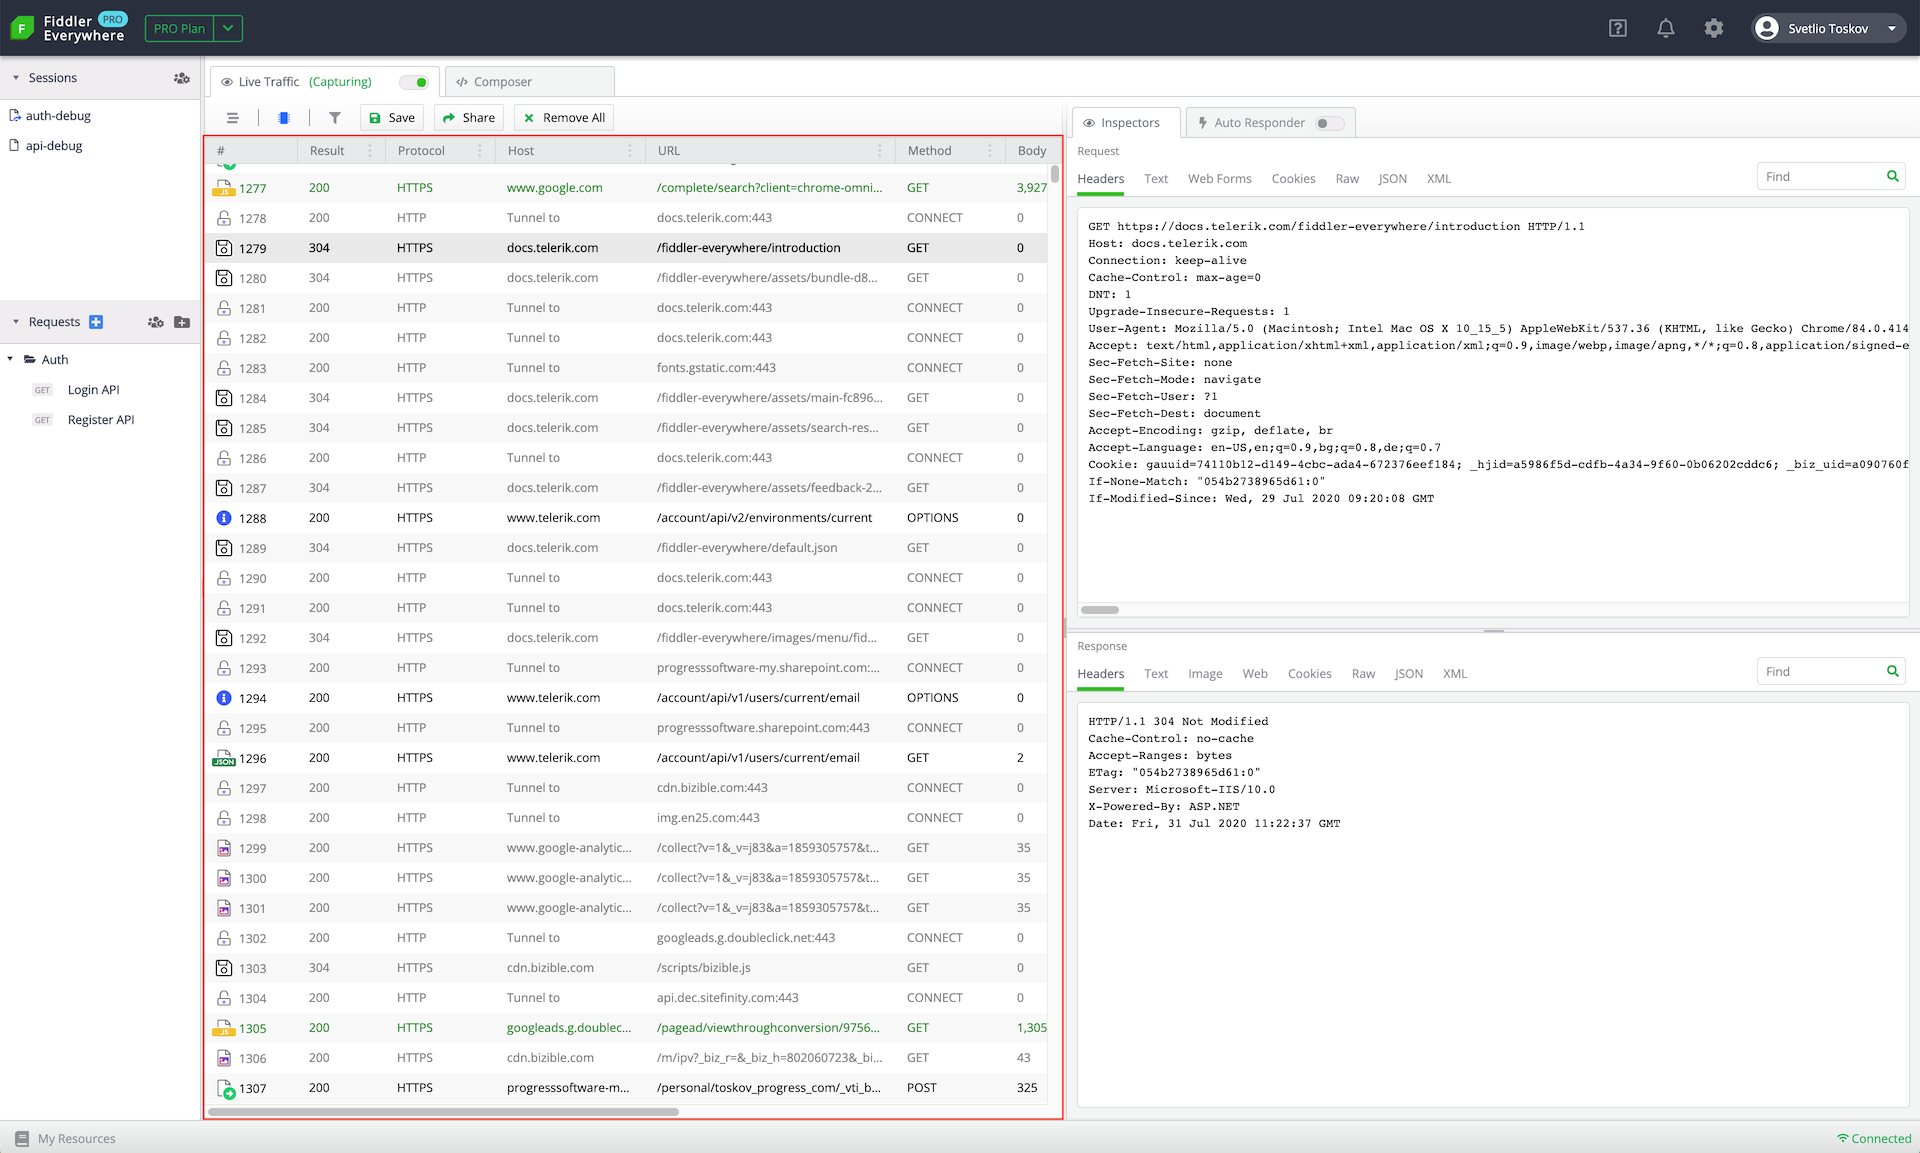 Fiddler PRO
Everywhere
PRO Plan
Svetlio Toskov
Sessions
auth-debug
api-debug
Requests
Auth
GET Login API
GET Register API
Live Traffic (Capturing)
Composer
Save
Share
Remove All
# Result Protocol Host URL Method Body
1277 200 HTTPS www.google.com /complete/search?client=chrome-omni... GET 3,927
1278 200 HTTP Tunnel to docs.telerik.com:443 CONNECT 0
1279 304 HTTPS docs.telerik.com /fiddler-everywhere/introduction GET 0
1280 304 HTTPS docs.telerik.com /fiddler-everywhere/assets/bundle-d8... GET 0
1281 200 HTTP Tunnel to docs.telerik.com:443 CONNECT 0
1282 200 HTTP Tunnel to docs.telerik.com:443 CONNECT 0
1283 200 HTTP Tunnel to fonts.gstatic.com:443 CONNECT 0
1284 304 HTTPS docs.telerik.com /fiddler-everywhere/assets/main-fc896... GET 0
1285 304 HTTPS docs.telerik.com /fiddler-everywhere/assets/search-res... GET 0
1286 200 HTTP Tunnel to docs.telerik.com:443 CONNECT 0
1287 304 HTTPS docs.telerik.com /fiddler-everywhere/assets/feedback-2... GET 0
1288 200 HTTPS www.telerik.com /account/api/v2/environments/current OPTIONS 0
1289 304 HTTPS docs.telerik.com /fiddler-everywhere/default.json GET 0
1290 200 HTTP Tunnel to docs.telerik.com:443 CONNECT 0
1291 200 HTTP Tunnel to docs.telerik.com:443 CONNECT 0
1292 304 HTTPS docs.telerik.com /fiddler-everywhere/images/menu/fid... GET 0
1293 200 HTTP Tunnel to progresssoftware-my.sharepoint.com:... CONNECT 0
1294 200 HTTPS www.telerik.com /account/api/v1/users/current/email OPTIONS 0
1295 200 HTTP Tunnel to progresssoftware.sharepoint.com:443 CONNECT 0
1296 200 HTTPS www.telerik.com /account/api/v1/users/current/email GET 2
1297 200 HTTP Tunnel to cdn.bizible.com:443 CONNECT 0
1298 200 HTTP Tunnel to img.en25.com:443 CONNECT 0
1299 200 HTTPS www.google-analytic... /collect?v=1&_v=j83&a=1859305757&t... GET 35
1300 200 HTTPS www.google-analytic... /collect?v=1&_v=j83&a=1859305757&t... GET 35
1301 200 HTTPS www.google-analytic... /collect?v=1&_v=j83&a=1859305757&t... GET 35
1302 200 HTTP Tunnel to googleads.g.doubleclick.net:443 CONNECT 0
1303 304 HTTPS cdn.bizible.com /scripts/bizible.js GET 0
1304 200 HTTP Tunnel to api.dec.sitefinity.com:443 CONNECT 0
1305 200 HTTPS googleads.g.doublec... /pagead/viewthroughconversion/9756... GET 1,305
1306 200 HTTPS cdn.bizible.com /m/ipv?_biz_r=&_biz_h=802060723&_bi... GET 43
1307 200 HTTPS progresssoftware-m... /personal/toskov_progress_com/_vti_b... POST 325
Inspectors
Auto Responder
Request
Headers Text Web Forms Cookies Raw JSON XML
Find
GET https://docs.telerik.com/fiddler-everywhere/introduction HTTP/1.1
Host: docs.telerik.com
Connection: keep-alive
Cache-Control: max-age=0
DNT: 1
Upgrade-Insecure-Requests: 1
User-Agent: Mozilla/5.0 (Macintosh; Intel Mac OS X 10_15_5) AppleWebKit/537.36 (KHTML, like Gecko) Chrome/84.0.414
Accept: text/html,application/xhtml+xml,application/xml;q=0.9,image/webp,image/apng,*/*;q=0.8,application/signed-e
Sec-Fetch-Site: none
Sec-Fetch-Mode: navigate
Sec-Fetch-User: ?1
Sec-Fetch-Dest: document
Accept-Encoding: gzip, deflate, br
Accept-Language: en-US,en;q=0.9,bg;q=0.8,de;q=0.7
Cookie: gauuid=74110b12-d149-4cbc-ada4-672376eef184; _hjid=a5986f5d-cdfb-4a34-9f60-0b06202cddc6; _biz_uid=a090760f
If-None-Match: "054b2738965d61:0"
If-Modified-Since: Wed, 29 Jul 2020 09:20:08 GMT
Response
Headers Text Image Web Cookies Raw JSON XML
Find
HTTP/1.1 304 Not Modified
Cache-Control: no-cache
Accept-Ranges: bytes
ETag: "054b2738965d61:0"
Server: Microsoft-IIS/10.0
X-Powered-By: ASP.NET
Date: Fri, 31 Jul 2020 11:22:37 GMT
My Resources
Connected